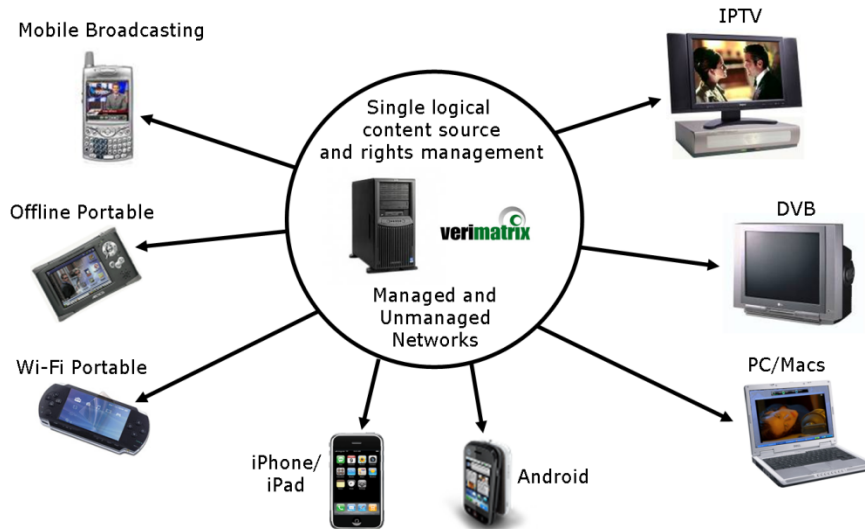 Mobile Broadcasting
IPTV
Single logical
content source
and rights management
verimatrix
Managed and
Unmanaged
Networks
Offline Portable
DVB
Wi-Fi Portable
PC/Macs
iPhone/
iPad
Android